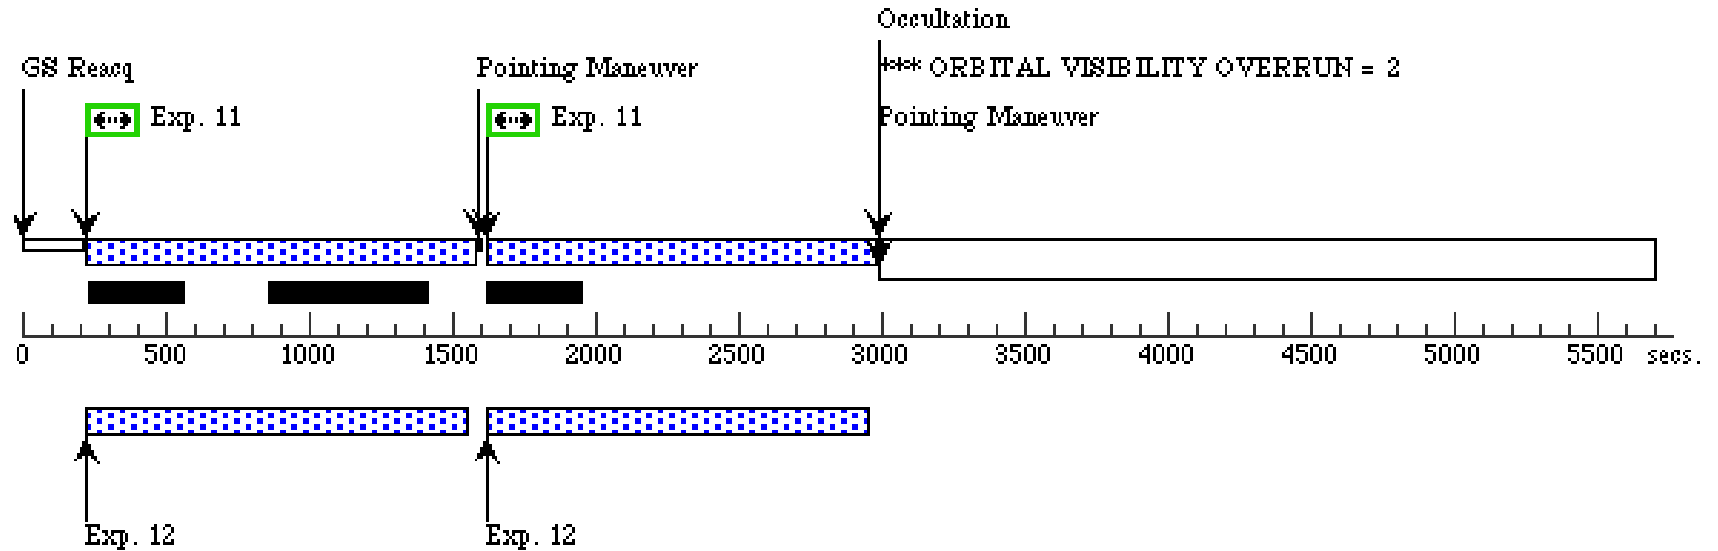 Occultation
GS Reacq Pointing Maneuver *** ORBITAL VISIBILITY OVERRUN = 2
Exp. 11 Exp. 11 Pointing Maneuver
0 500 1000 1500 2000 2500 3000 3500 4000 4500 5000 5500 secs.
Exp. 12 Exp. 12